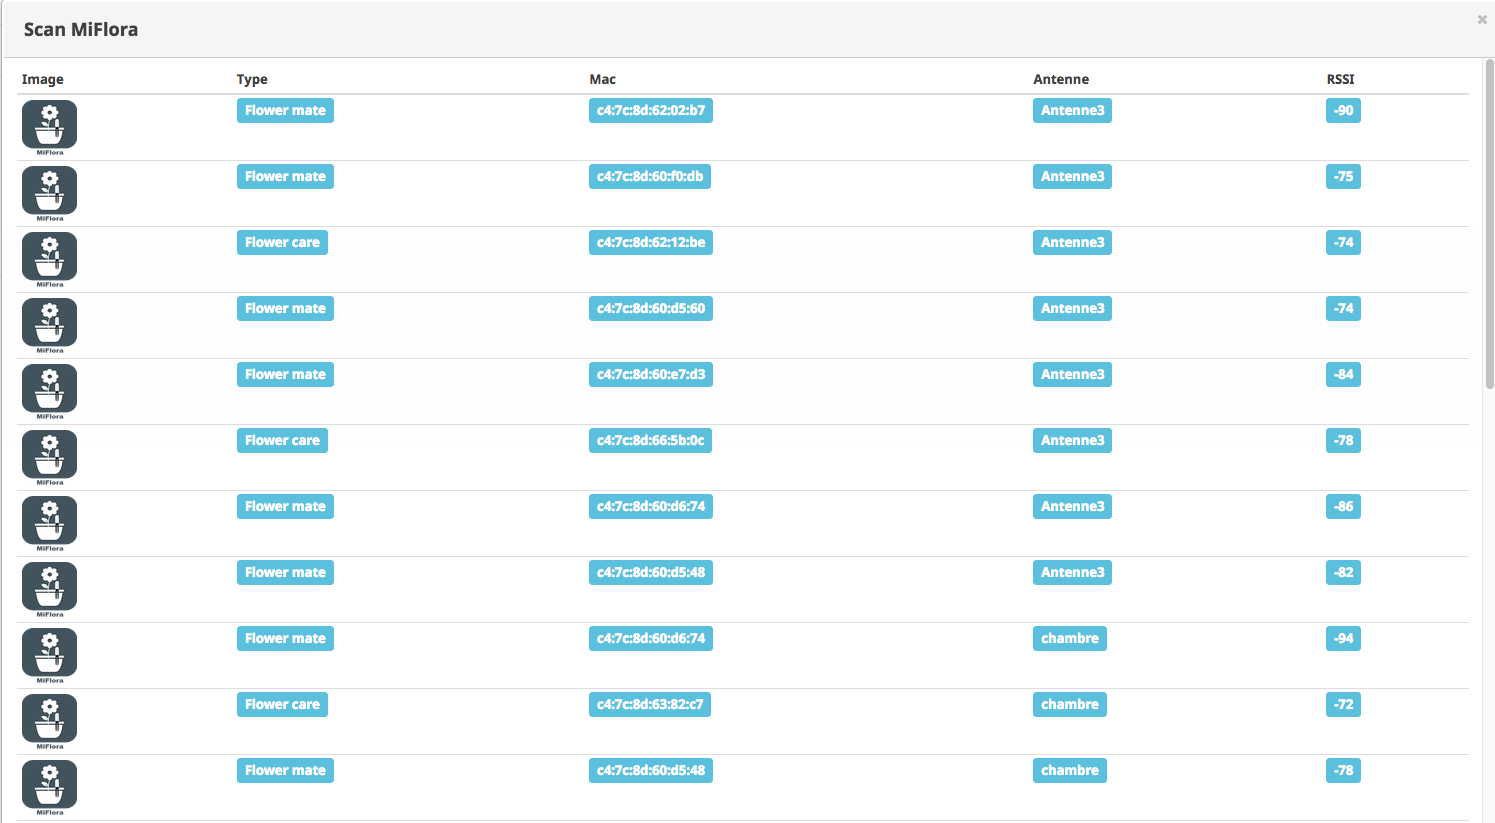 Scan MiFlora ×
Image Type Mac Antenne RSSI
Flower mate c4:7c:8d:62:02:b7 Antenne3 -90
MiFlora
Flower mate c4:7c:8d:60:f0:db Antenne3 -75
MiFlora
Flower care c4:7c:8d:62:12:be Antenne3 -74
MiFlora
Flower mate c4:7c:8d:60:d5:60 Antenne3 -74
MiFlora
Flower mate c4:7c:8d:60:e7:d3 Antenne3 -84
MiFlora
Flower care c4:7c:8d:66:5b:0c Antenne3 -78
MiFlora
Flower mate c4:7c:8d:60:d6:74 Antenne3 -86
MiFlora
Flower mate c4:7c:8d:60:d5:48 Antenne3 -82
MiFlora
Flower mate c4:7c:8d:60:d6:74 chambre -94
MiFlora
Flower care c4:7c:8d:63:82:c7 chambre -72
MiFlora
Flower mate c4:7c:8d:60:d5:48 chambre -78
MiFlora